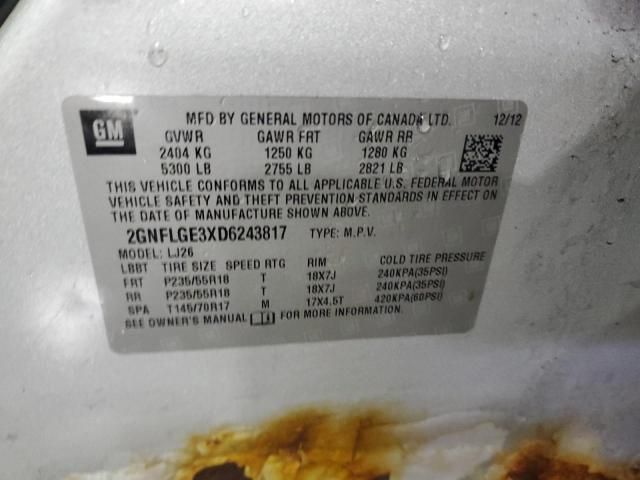 GM
MFD BY GENERAL MOTORS OF CANADA LTD. 12/12
GVWR GAWR FRT GAWR RR
2404 KG 1250 KG 1280 KG
5300 LB 2755 LB 2821 LB
THIS VEHICLE CONFORMS TO ALL APPLICABLE U.S. FEDERAL MOTOR
VEHICLE SAFETY AND THEFT PREVENTION STANDARDS IN EFFECT ON
THE DATE OF MANUFACTURE SHOWN ABOVE.
2GNFLGE3XD6243817 TYPE: M.P.V.
MODEL: LJ26
LBBT TIRE SIZE SPEED RTG RIM COLD TIRE PRESSURE
FRT P235/55R18 T 18X7J 240KPA(35PSI)
RR P235/55R18 T 18X7J 240KPA(35PSI)
SPA T145/70R17 M 17X4.5T 420KPA(60PSI)
SEE OWNER'S MANUAL FOR MORE INFORMATION.